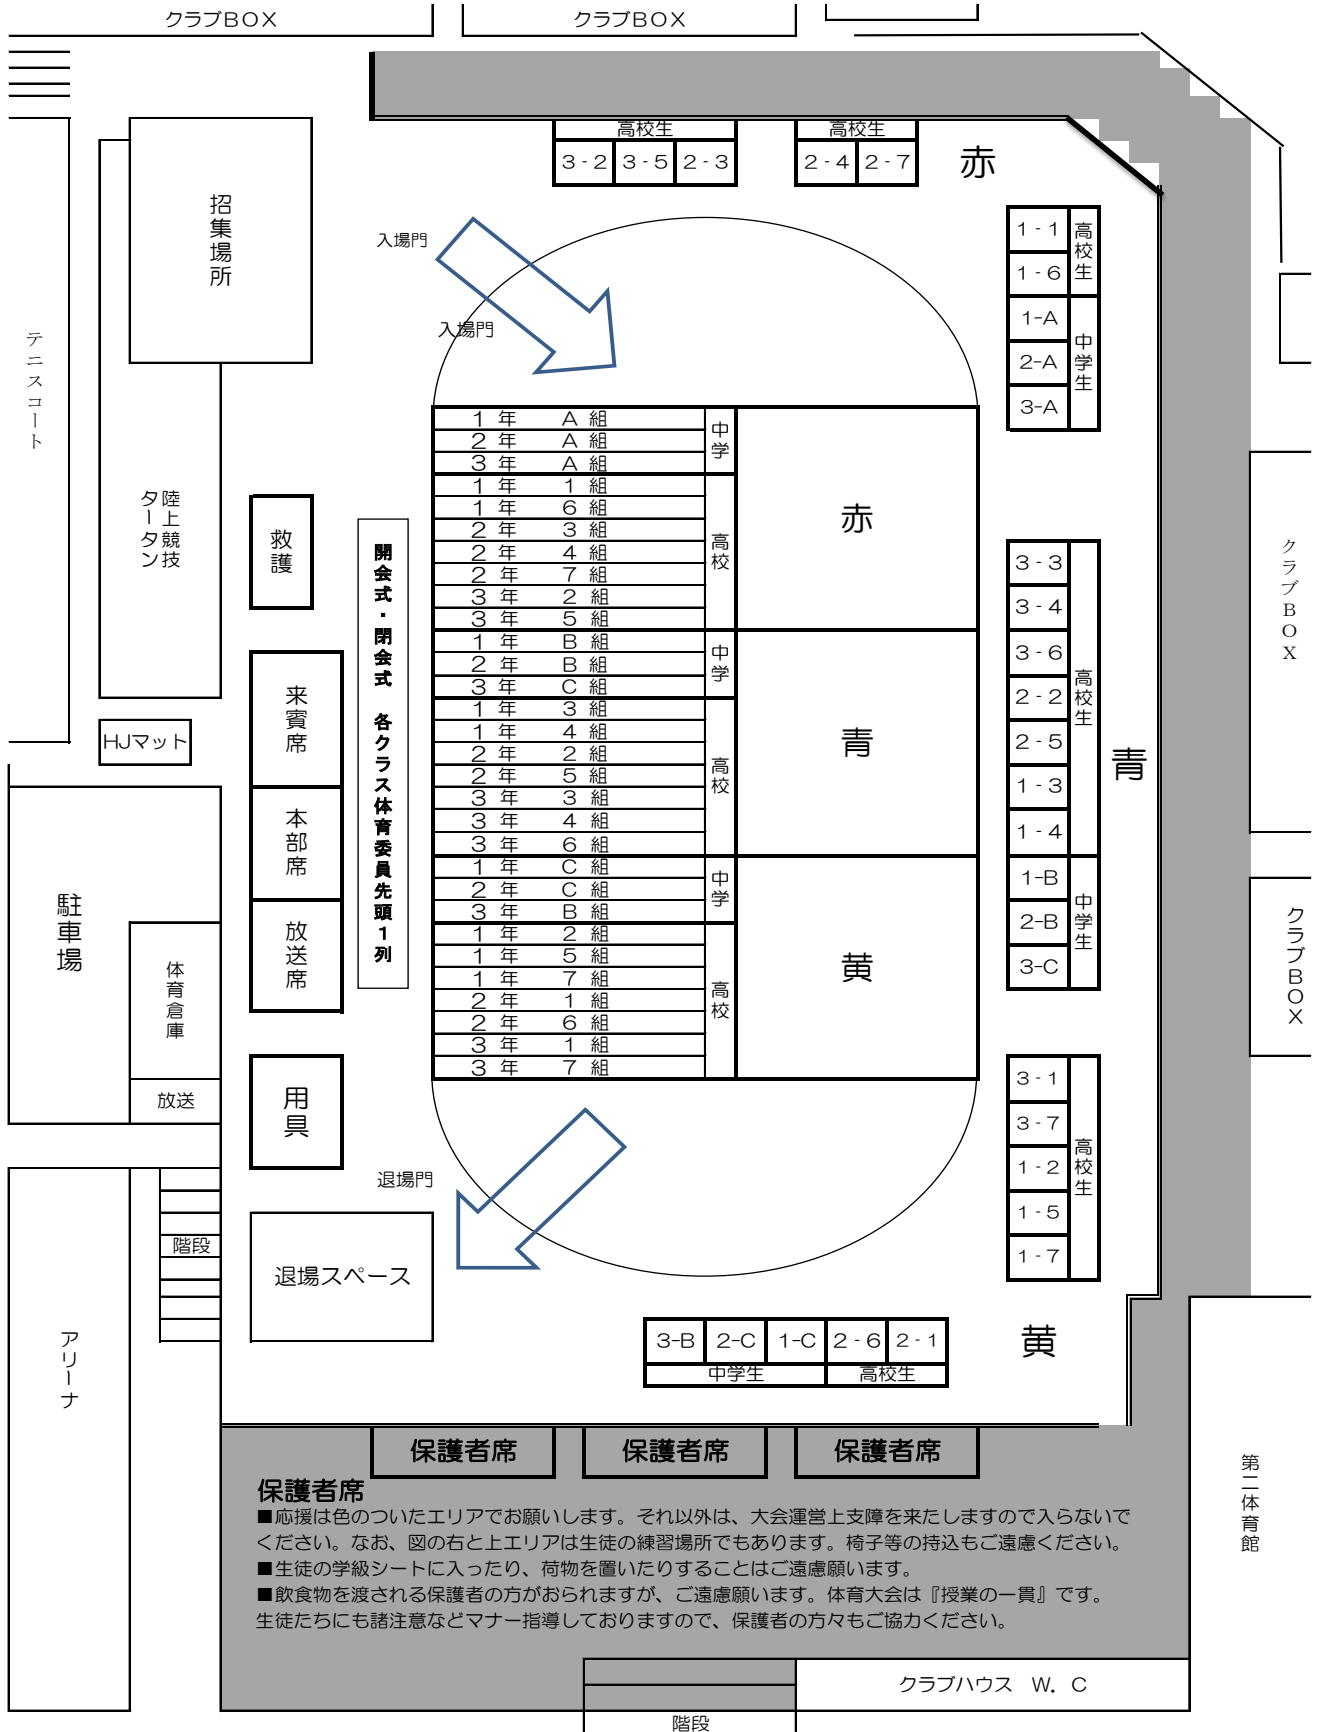 クラブBOX
クラブBOX
高校生
3-2 3-5 2-3
高校生
2-4 2-7
赤
招集場所
入場門
入場門
テニスコート
陸上競技
タータン
1-1
1-6
高校生
1-A
2-A
3-A
中学生
1年 A組
2年 A組
3年 A組
中学
1年 1組
1年 6組
2年 3組
2年 4組
2年 7組
3年 2組
3年 5組
高校
赤
1年 B組
2年 B組
3年 C組
中学
1年 3組
1年 4組
2年 2組
2年 5組
3年 3組
3年 4組
3年 6組
高校
青
1年 C組
2年 C組
3年 B組
中学
1年 2組
1年 5組
1年 7組
2年 1組
2年 6組
3年 1組
3年 7組
高校
黄
救護
開会式・閉会式 各クラス体育委員先頭1列
来賓席
本部席
放送席
用具
HJマット
駐車場
体育倉庫
放送
階段
アリーナ
退場門
退場スペース
3-3
3-4
3-6
2-2
2-5
1-3
1-4
高校生
1-B
2-B
3-C
中学生
青
クラブBOX
クラブBOX
3-1
3-7
1-2
1-5
1-7
高校生
黄
3-B 2-C 1-C 2-6 2-1
中学生 高校生
保護者席 保護者席 保護者席
保護者席
■応援は色のついたエリアでお願いします。それ以外は、大会運営上支障を来たしますので入らないで
ください。なお、図の右と上エリアは生徒の練習場所でもあります。椅子等の持込もご遠慮ください。
■生徒の学級シートに入ったり、荷物を置いたりすることはご遠慮願います。
■飲食物を渡される保護者の方がおられますが、ご遠慮願います。体育大会は『授業の一貫』です。
生徒たちにも諸注意などマナー指導しておりますので、保護者の方々もご協力ください。
第二体育館
クラブハウス W．C
階段